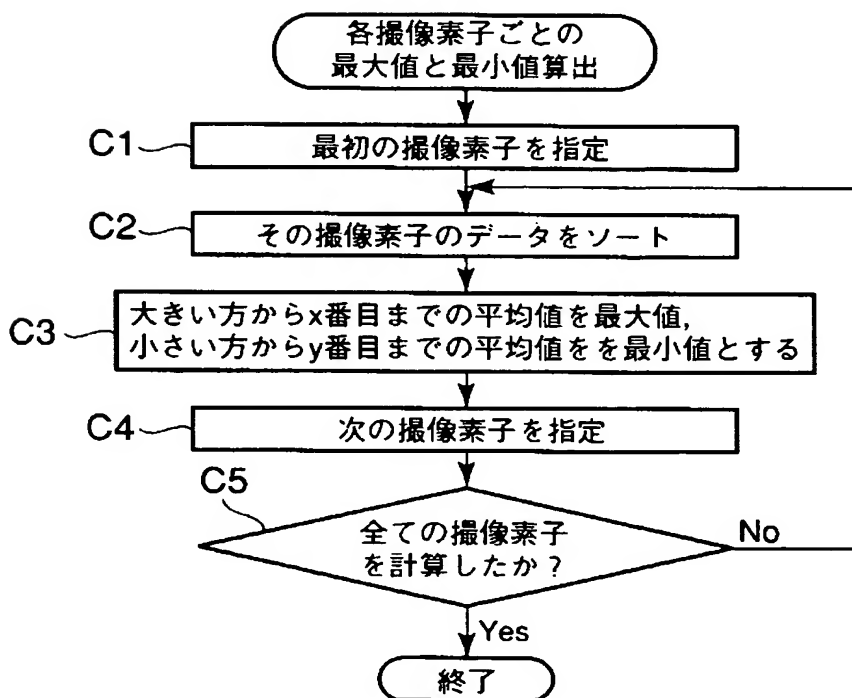 各撮像素子ごとの
最大値と最小値算出
C1
最初の撮像素子を指定
C2
その撮像素子のデータをソート
C3
大きい方からx番目までの平均値を最大値,
小さい方からy番目までの平均値をを最小値とする
C4
次の撮像素子を指定
C5
全ての撮像素子
を計算したか?
No
Yes
終了